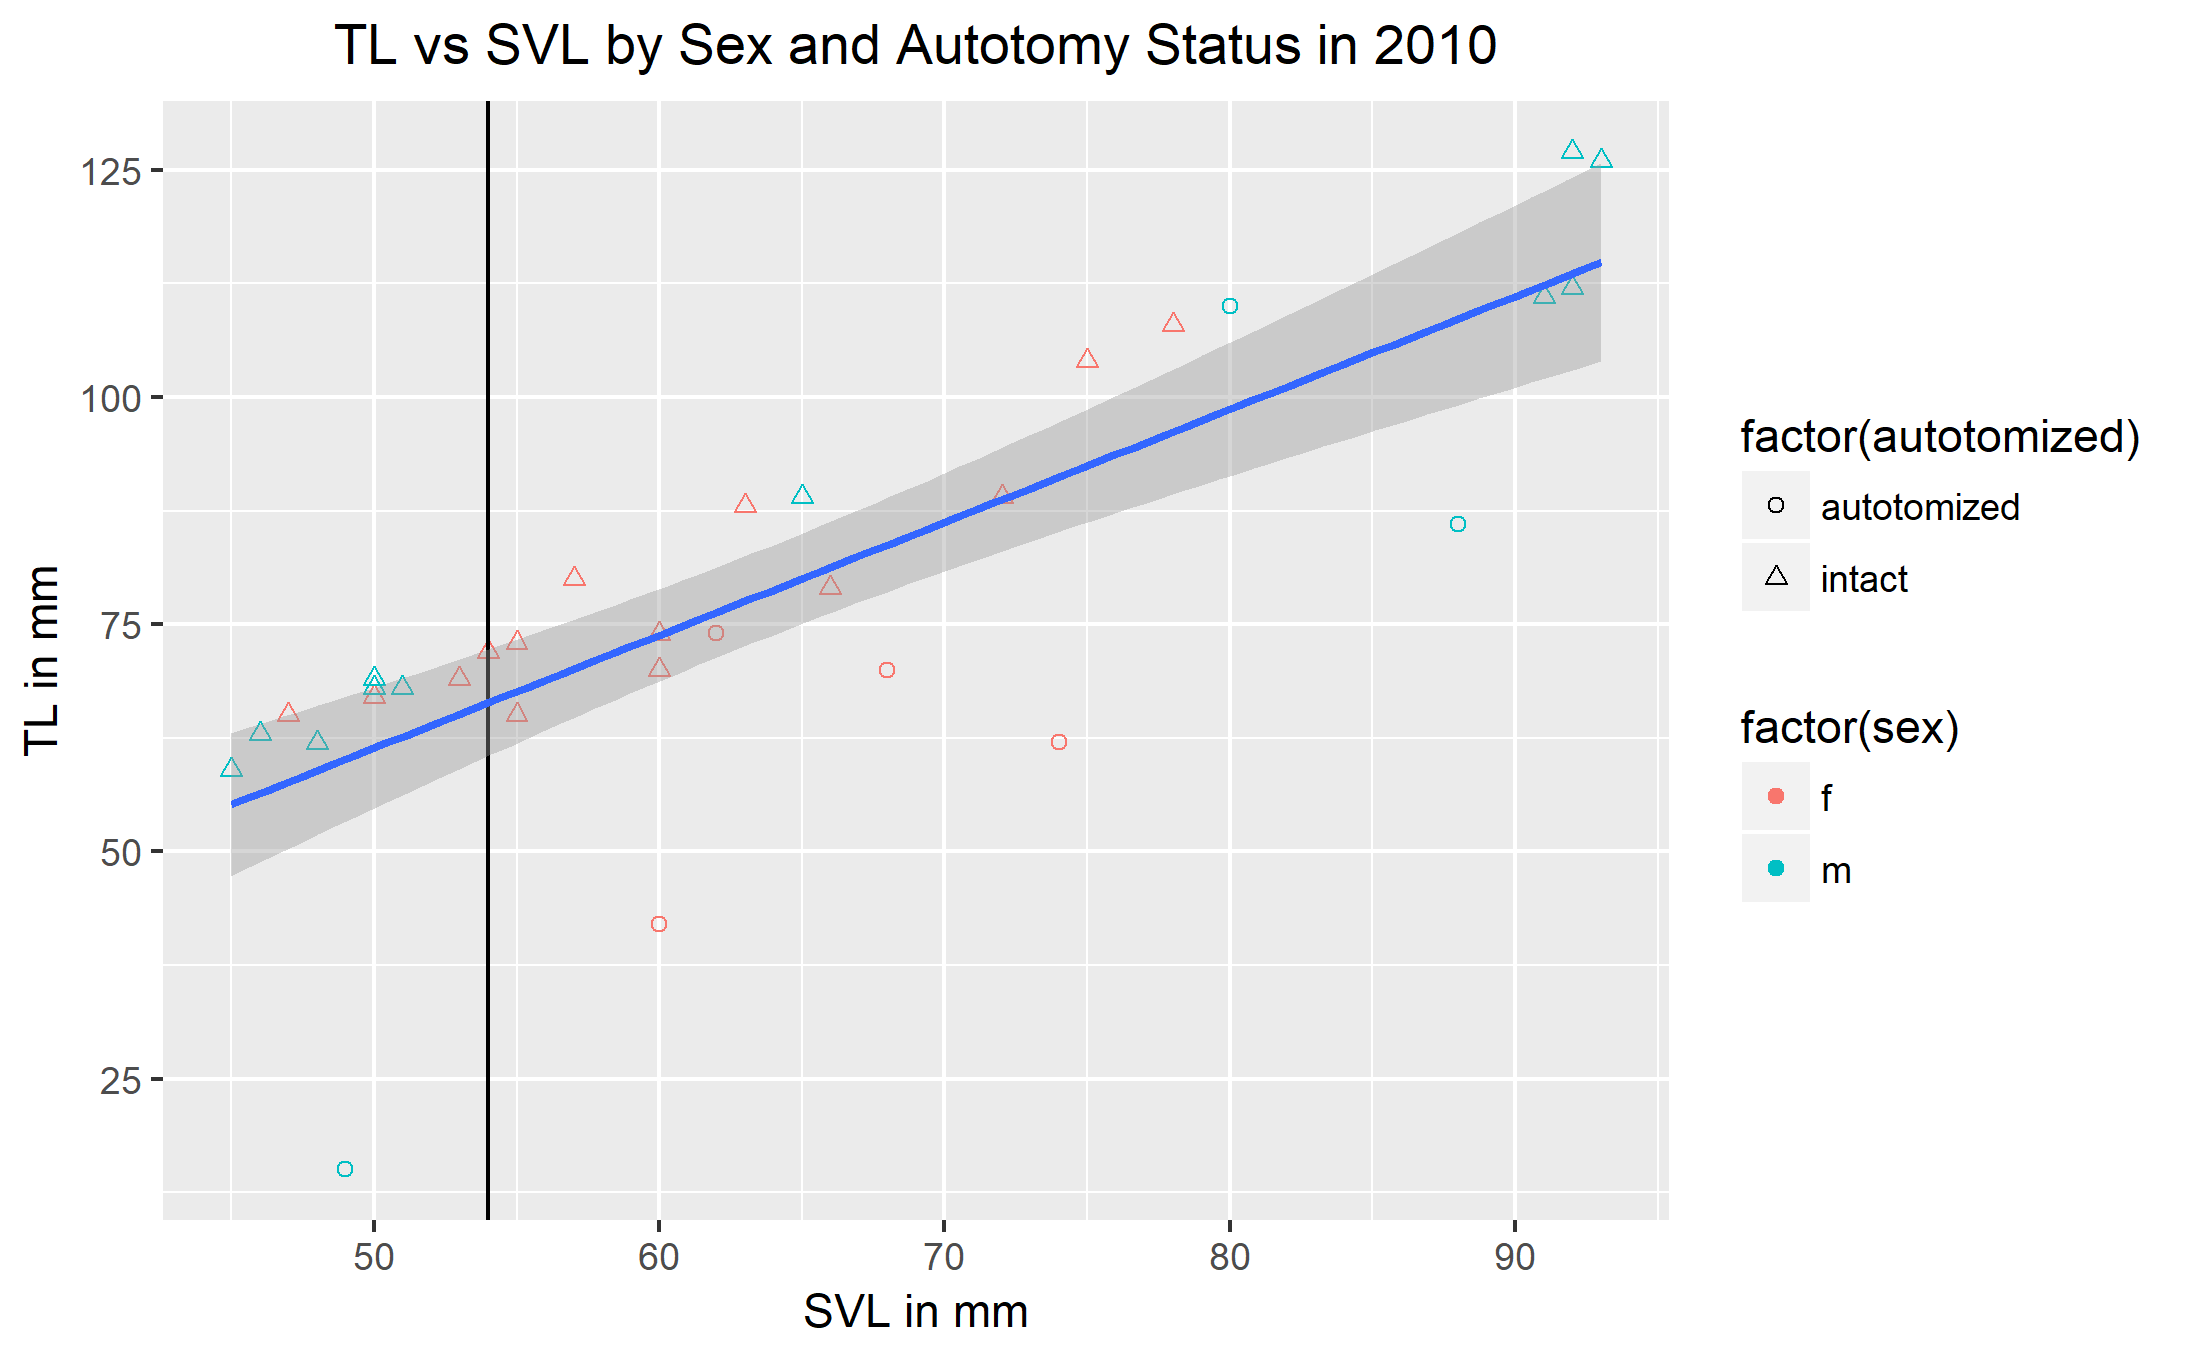 TL vs SVL by Sex and Autotomy Status in 2010
TL in mm
125
100
75
50
25
50 60 70 80 90
SVL in mm
factor(autotomized)
autotomized
intact
factor(sex)
f
m